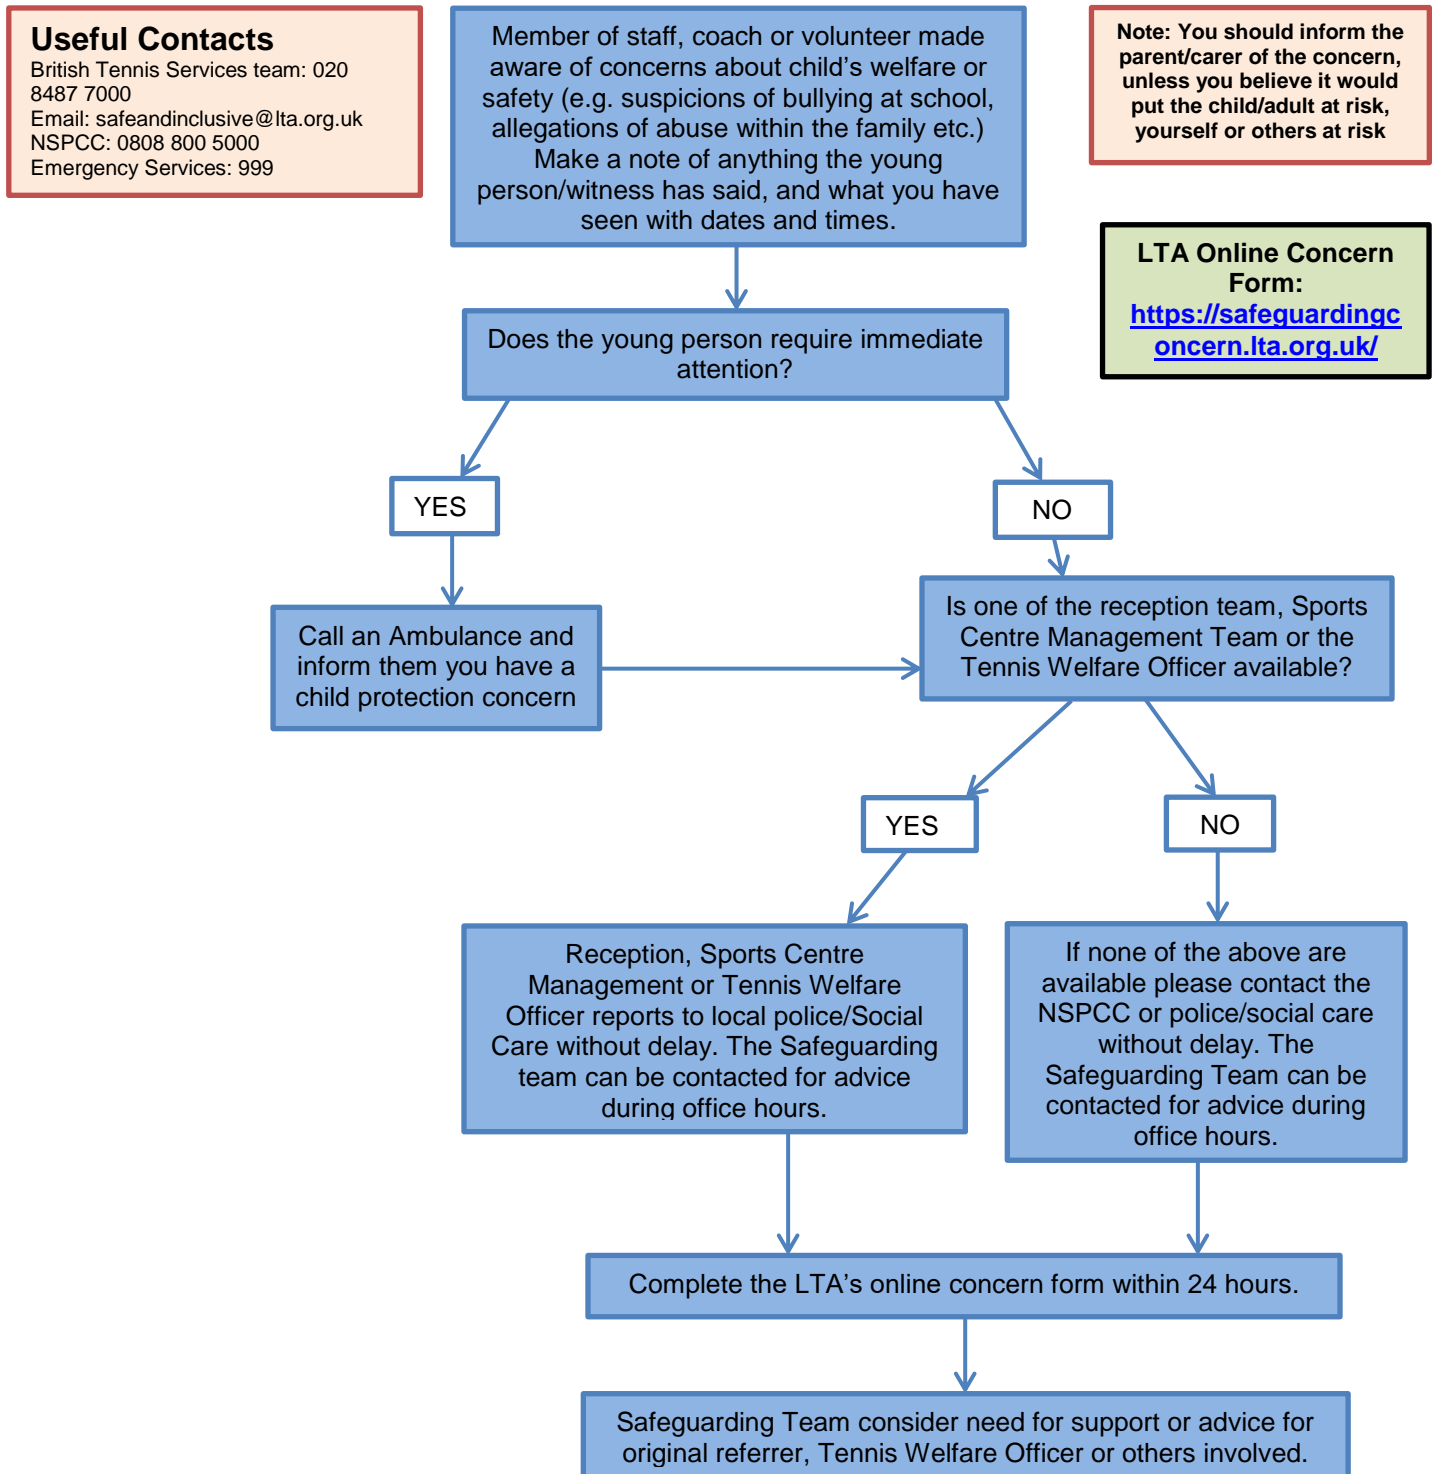 Useful Contacts
British Tennis Services team: 020
8487 7000
Email: safeandinclusive@lta.org.uk
NSPCC: 0808 800 5000
Emergency Services: 999
Member of staff, coach or volunteer made
aware of concerns about child's welfare or
safety (e.g. suspicions of bullying at school,
allegations of abuse within the family etc.)
Make a note of anything the young
person/witness has said, and what you have
seen with dates and times.
Note: You should inform the
parent/carer of the concern,
unless you believe it would
put the child/adult at risk,
yourself or others at risk
LTA Online Concern
Form:
https://safeguardingc
oncern.lta.org.uk/
Does the young person require immediate
attention?
YES
NO
Call an Ambulance and
inform them you have a
child protection concern
Is one of the reception team, Sports
Centre Management Team or the
Tennis Welfare Officer available?
YES
NO
Reception, Sports Centre
Management or Tennis Welfare
Officer reports to local police/Social
Care without delay. The Safeguarding
team can be contacted for advice
during office hours.
If none of the above are
available please contact the
NSPCC or police/social care
without delay. The
Safeguarding Team can be
contacted for advice during
office hours.
Complete the LTA's online concern form within 24 hours.
Safeguarding Team consider need for support or advice for
original referrer, Tennis Welfare Officer or others involved.